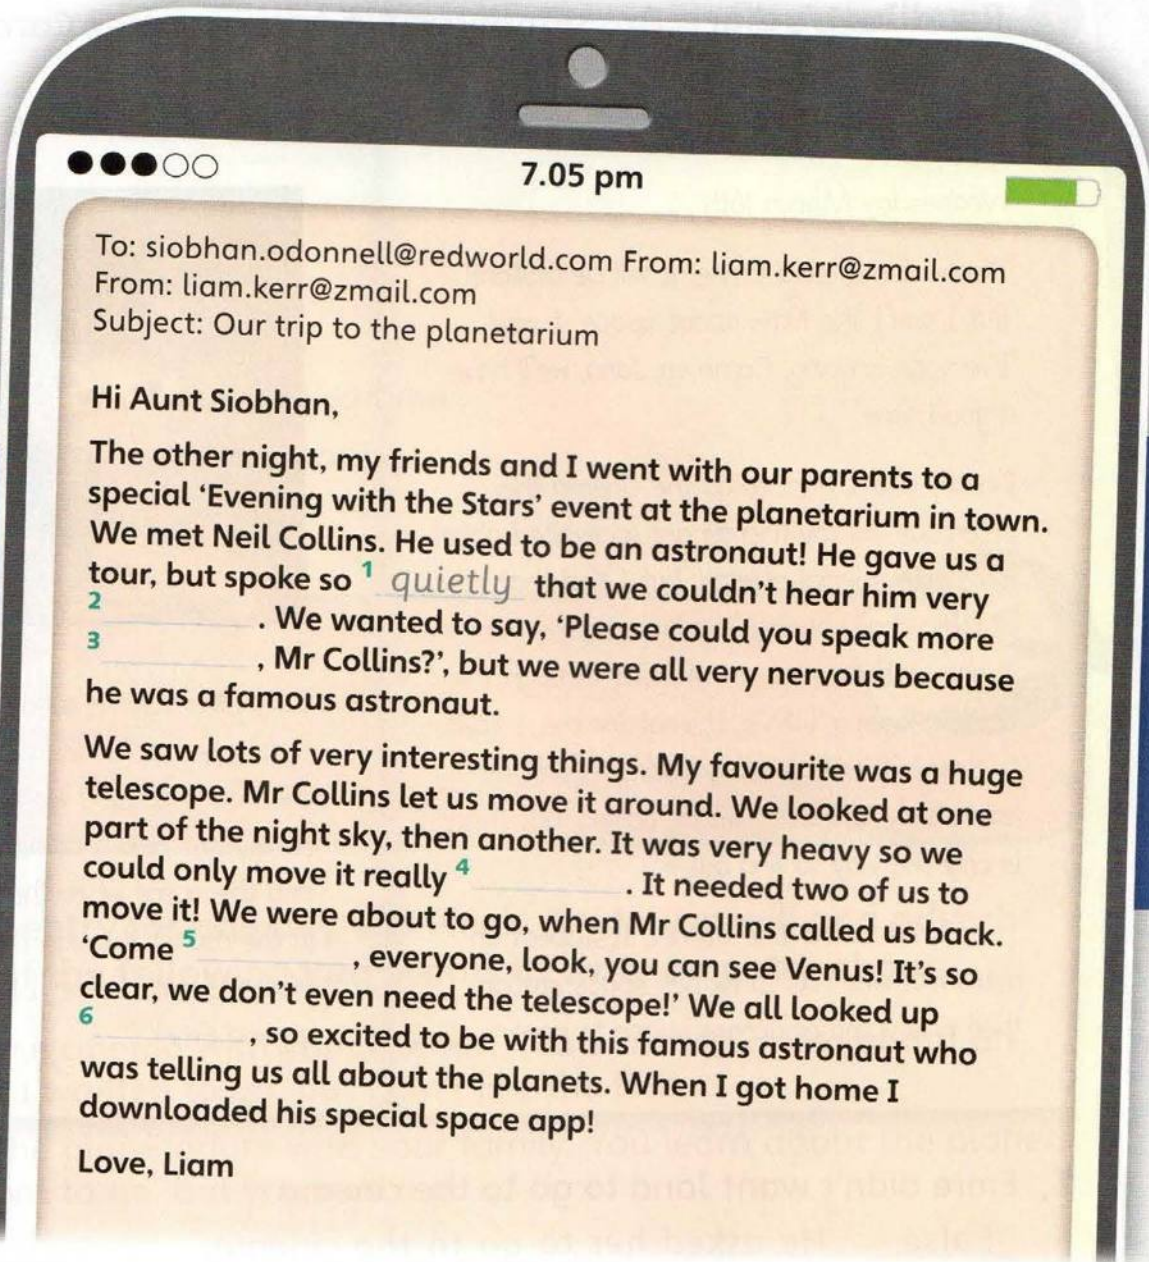 7.05 pm
To: siobhan.odonnell@redworld.com From: liam.kerr@zmail.com
From: liam.kerr@zmail.com
Subject: Our trip to the planetarium
Hi Aunt Siobhan,
The other night, my friends and I went with our parents to a
special ‘Evening with the Stars’ event at the planetarium in town.
We met Neil Collins. He used to be an astronaut! He gave us a
tour, but spoke so 1 quietly that we couldn’t hear him very
2 . We wanted to say, ‘Please could you speak more
3 , Mr Collins?’, but we were all very nervous because
he was a famous astronaut.
We saw lots of very interesting things. My favourite was a huge
telescope. Mr Collins let us move it around. We looked at one
part of the night sky, then another. It was very heavy so we
could only move it really 4 . It needed two of us to
move it! We were about to go, when Mr Collins called us back.
‘Come 5 , everyone, look, you can see Venus! It’s so
clear, we don’t even need the telescope!’ We all looked up
6 , so excited to be with this famous astronaut who
was telling us all about the planets. When I got home I
downloaded his special space app!
Love, Liam